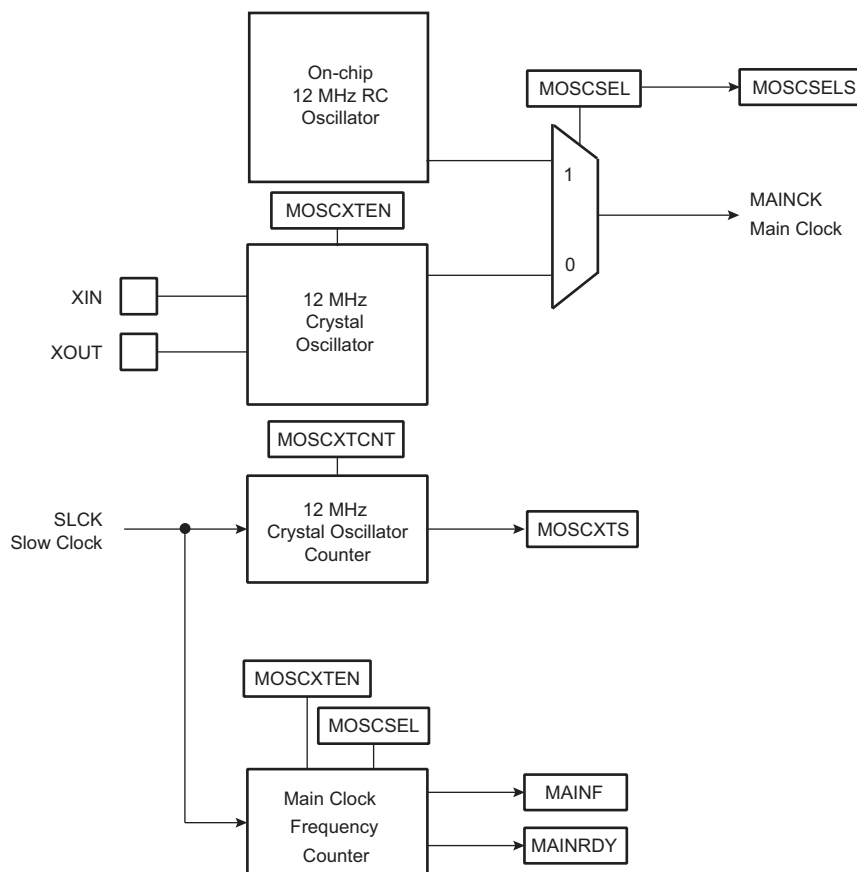 On-chip
12 MHz RC
Oscillator
MOSCSEL
MOSCSELS
1
MAINCK
Main Clock
MOSCXTEN
0
XIN
XOUT
12 MHz
Crystal
Oscillator
MOSCXTCNT
SLCK
Slow Clock
12 MHz
Crystal Oscillator
Counter
MOSCXTS
MOSCXTEN
MOSCSEL
Main Clock
Frequency
Counter
MAINF
MAINRDY